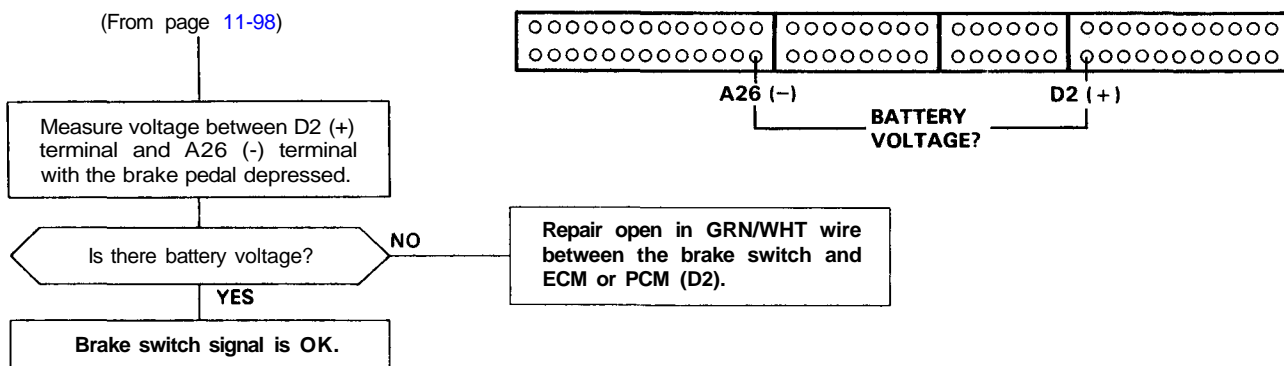 (From page 11-98)
A26 (-)
D2 (+)
BATTERY
VOLTAGE?
Measure voltage between D2 (+)
terminal and A26 (-) terminal
with the brake pedal depressed.
Is there battery voltage?
NO
Repair open in GRN/WHT wire
between the brake switch and
ECM or PCM (D2).
YES
Brake switch signal is OK.